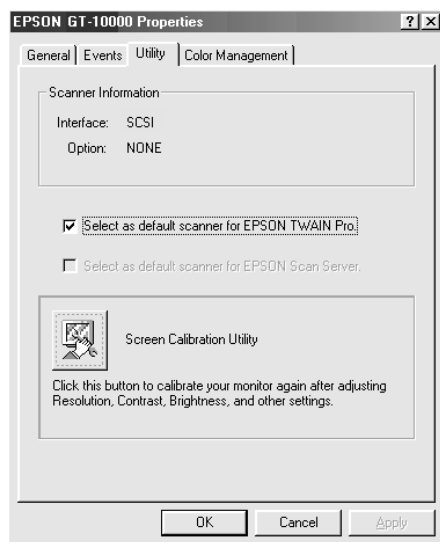 EPSON GT-10000 Properties
General Events Utility Color Management
Scanner Information
Interface: SCSI
Option: NONE
Select as default scanner for EPSON TWAIN Pro.
Select as default scanner for EPSON Scan Server.
Screen Calibration Utility
Click this button to calibrate your monitor again after adjusting
Resolution, Contrast, Brightness, and other settings.
OK Cancel Apply